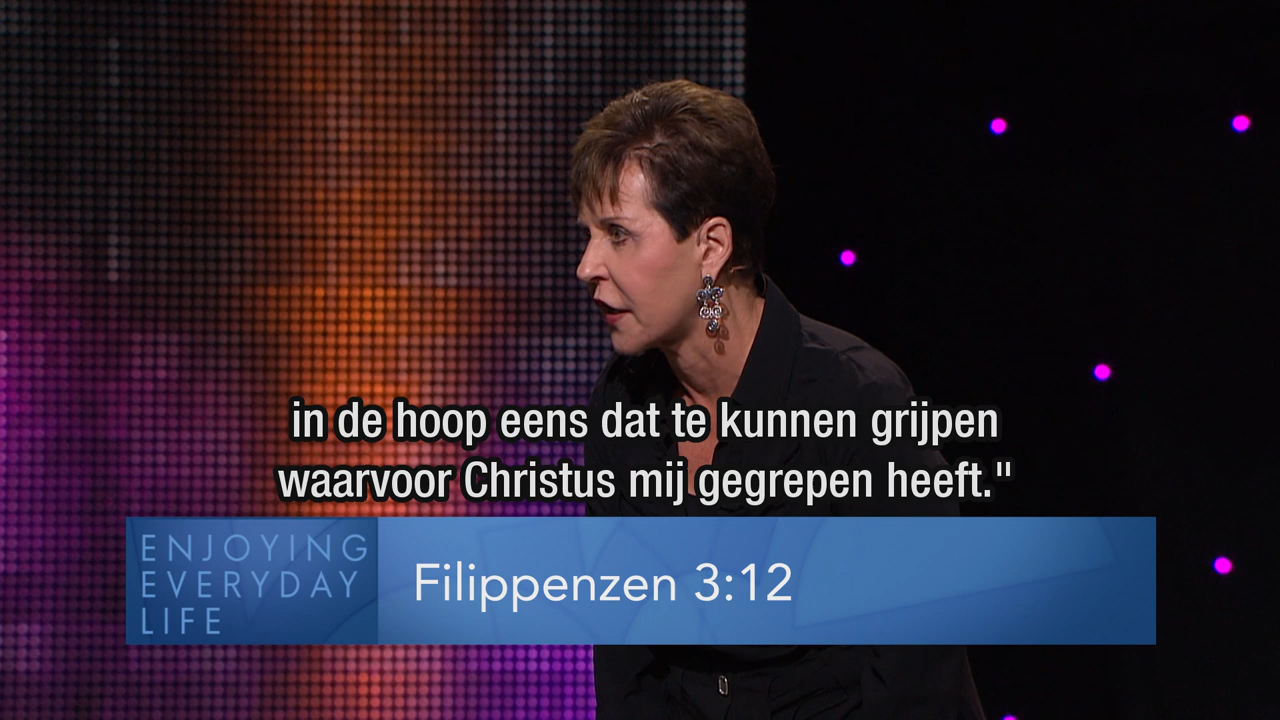 in de hoop eens dat te kunnen grijpen
waarvoor Christus mij gegrepen heeft."
ENJOYING
EVERYDAY
LIFE
Filippenzen 3:12